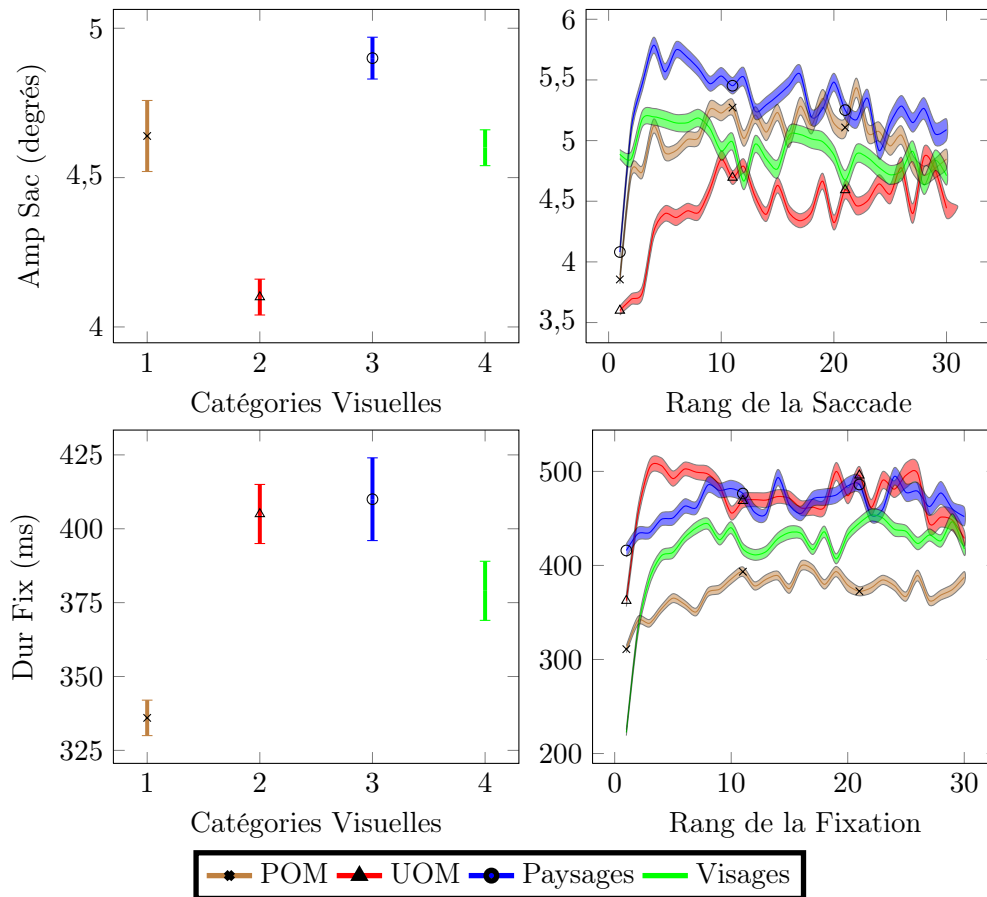 5
4.5
4
Amp Sac (degrés)
1 2 3 4
Catégories Visuelles
6
5,5
5
4,5
4
3,5
0 10 20 30
Rang de la Saccade
425
400
375
350
325
Dur Fix (ms)
1 2 3 4
Catégories Visuelles
500
400
300
200
0 10 20 30
Rang de la Fixation
POM UOM Paysages Visages